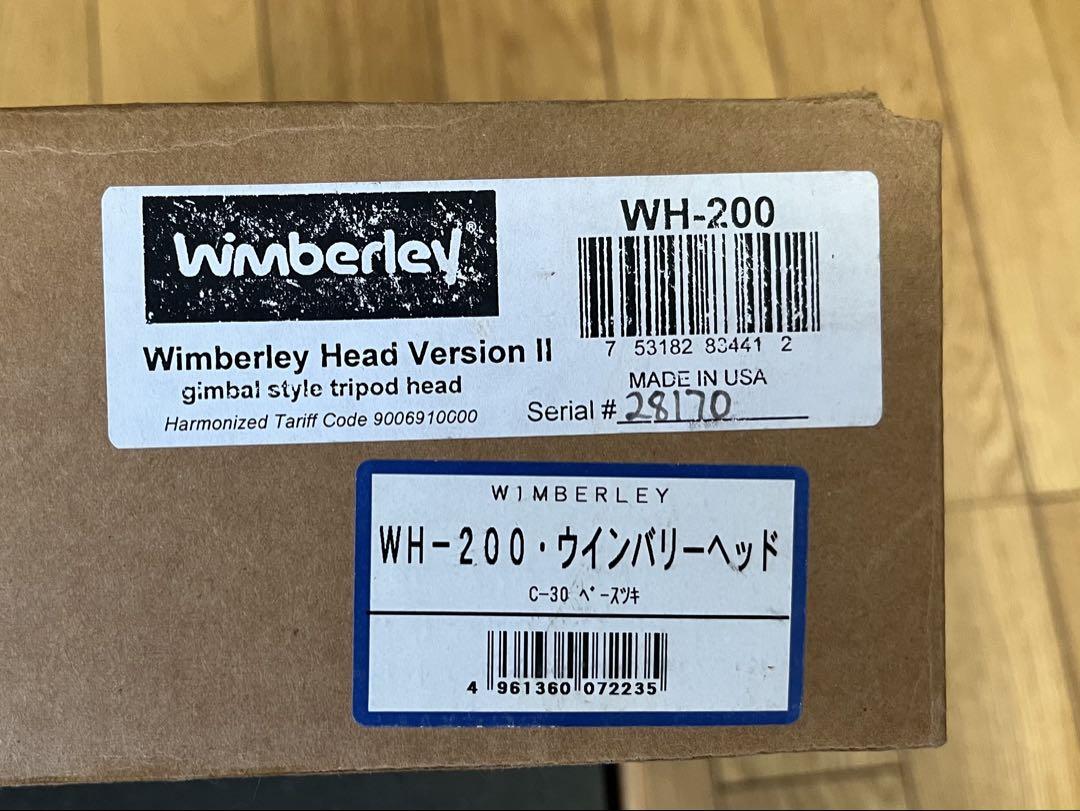 Wimberley®
WH-200
7 53182 83441 2
Wimberley Head Version II
gimbal style tripod head
MADE IN USA
Harmonized Tariff Code 9006910000
Serial # 28170
WIMBERLEY
WH-200・ウインバリーヘッド
C-30 ベースツキ
4 961360 072235